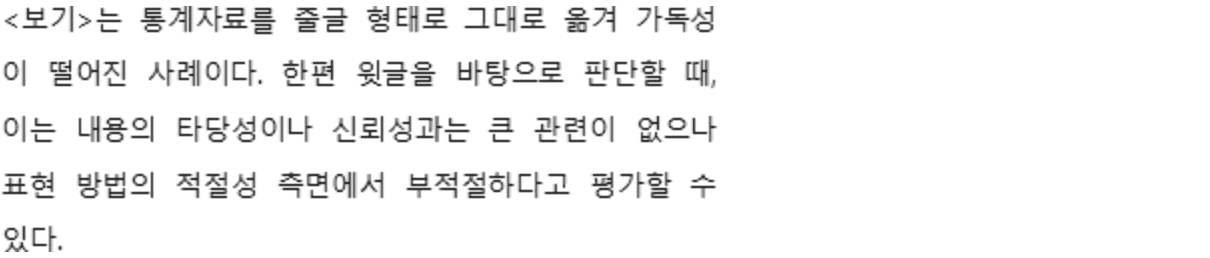 <보기>는 통계자료를 줄글 형태로 그대로 옮겨 가독성
이 떨어진 사례이다. 한편 윗글을 바탕으로 판단할 때,
이는 내용의 타당성이나 신뢰성과는 큰 관련이 없으나
표현 방법의 적절성 측면에서 부적절하다고 평가할 수
있다.